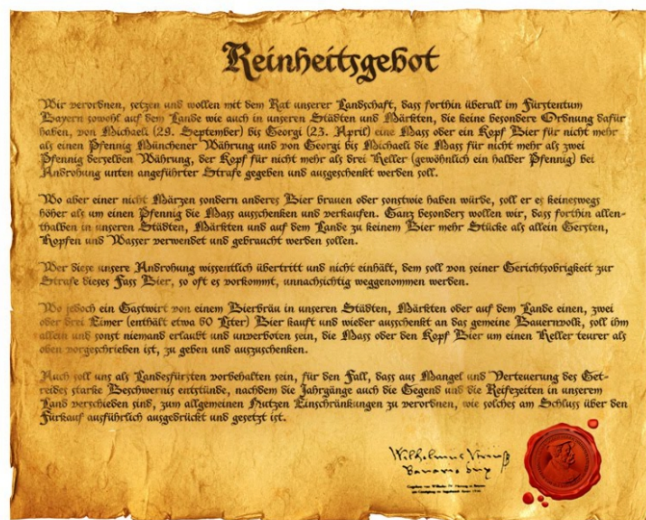 Reinheitsgebot
Wir verordnen, setzen und wollen mit dem Rat unserer Landschaft, dass forthin überall im Fürstentum
Bayern sowohl auf dem Lande wie auch in unseren Städten und Märkten, die keine besondere Ordnung dafür
haben, von Michaeli (29. September) bis Georgi (23. April) eine Mass oder ein Kopf Bier für nicht mehr
als einen Pfennig Münchener Währung und von Georgi bis Michaeli die Mass für nicht mehr als zwei
Pfennig derselben Währung, der Kopf für nicht mehr als drei Heller (gewöhnlich ein halber Pfennig) bei
Androhung unten angeführter Strafe gegeben und ausgeschenkt werden soll.
Wo aber einer nicht Märzen sondern anderes Bier brauen oder sonstwie haben würde, soll er es keineswegs
höher als um einen Pfennig die Mass ausschenken und verkaufen. Ganz besonders wollen wir, dass forthin allen-
thalben in unseren Städten, Märkten und auf dem Lande zu keinem Bier mehr Stücke als allein Gersten,
Hopfen und Wasser verwendet und gebraucht werden sollen.
Wer diese unsere Androhung wissentlich übertritt und nicht einhält, dem soll von seiner Gerichtsobrigkeit zur
Strafe dieses Fass Bier, so oft es vorkommt, unnachsichtig weggenommen werden.
Wo jedoch ein Gastwirt von einem Bierbräu in unseren Städten, Märkten oder auf dem Lande einen, zwei
oder drei Eimer (enthält etwa 60 Liter) Bier kauft und wieder ausschenkt an das gemeine Bauernvolk, soll ihm
allein und sonst niemand erlaubt und unverboten sein, die Mass oder den Kopf Bier um einen Heller teurer als
oben vorgeschrieben ist, zu geben und auszuschenken.
Auch soll uns als Landesfürsten vorbehalten sein, für den Fall, dass aus Mangel und Verteuerung des Get-
reides starke Beschwernis entstünde, nachdem die Jahrgänge auch die Gegend und die Reifezeiten in unserem
Land verschieden sind, zum allgemeinen Nutzen Einschränkungen zu verordnen, wie solches am Schluss über den
Fürkauf ausführlich ausgedrückt und gesetzt ist.